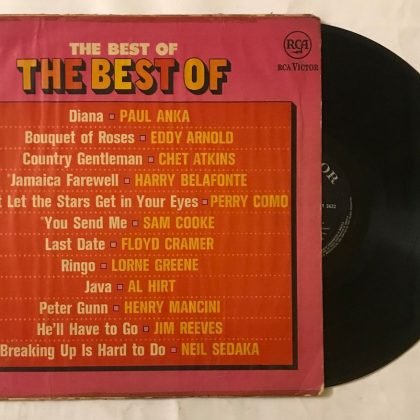 THE BEST OF
THE BEST OF
RCA
RCA VICTOR
Diana PAUL ANKA
Bouquet of Roses EDDY ARNOLD
Country Gentleman CHET ATKINS
'Jamaica Farewell HARRY BELAFONTE
t Let the Stars Get in Your Eyes PERRY COMO
'You Send Me SAM COOKE
Last Date FLOYD CRAMER
Ringo LORNE GREENE
Java AL HIRT
Peter Gunn HENRY MANCINI
He'll Have to Go JIM REEVES
Breaking Up Is Hard to Do NEIL SEDAKA